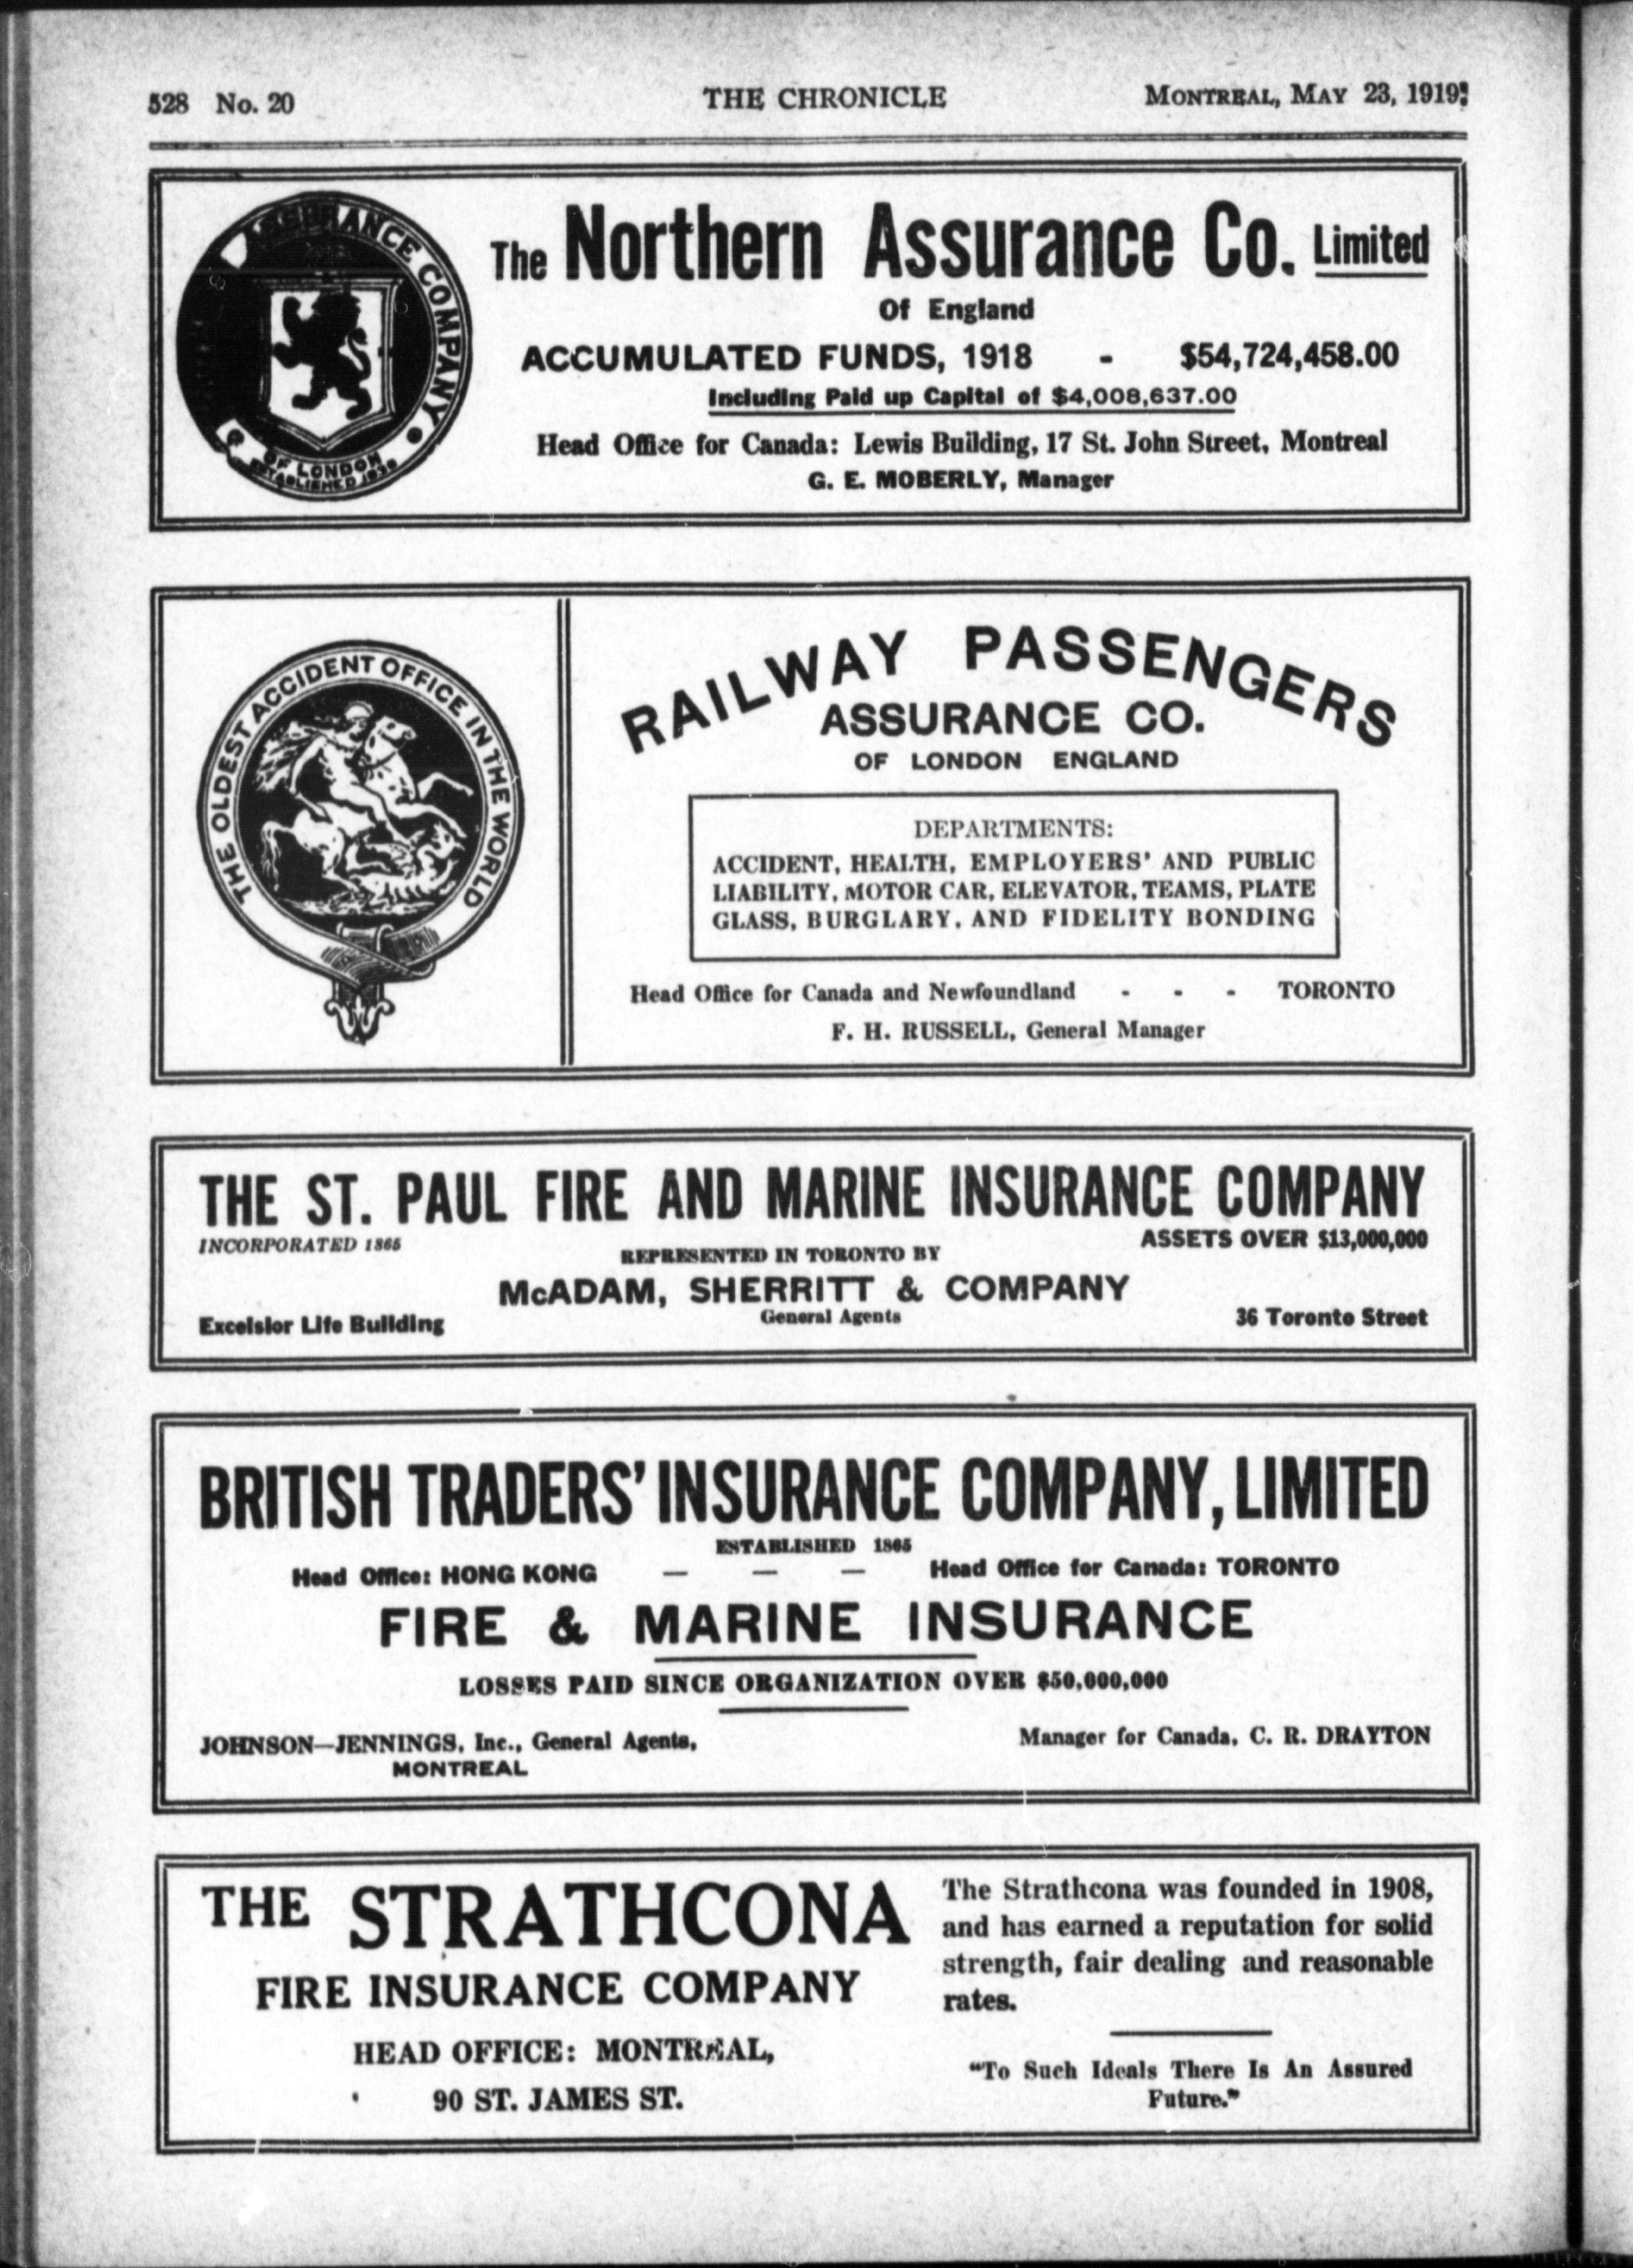 528 No. 20
THE CHRONICLE
MONTREAL, MAY 23, 1919
ASSURANCE COMPANY
OF LONDON
ESTABLISHED 1836
The Northern Assurance Co. Limited
Of England
ACCUMULATED FUNDS, 1918 - $54,724,458.00
Including Paid up Capital of $4,008,637.00
Head Office for Canada: Lewis Building, 17 St. John Street, Montreal
G. E. MOBERLY, Manager
THE OLDEST ACCIDENT OFFICE IN THE WORLD
RAILWAY PASSENGERS
ASSURANCE CO.
OF LONDON ENGLAND
DEPARTMENTS:
ACCIDENT, HEALTH, EMPLOYERS' AND PUBLIC
LIABILITY, MOTOR CAR, ELEVATOR, TEAMS, PLATE
GLASS, BURGLARY, AND FIDELITY BONDING
Head Office for Canada and Newfoundland - - - TORONTO
F. H. RUSSELL, General Manager
THE ST. PAUL FIRE AND MARINE INSURANCE COMPANY
INCORPORATED 1865
ASSETS OVER $13,000,000
REPRESENTED IN TORONTO BY
McADAM, SHERRITT & COMPANY
Excelsior Life Building
General Agents
36 Toronto Street
BRITISH TRADERS' INSURANCE COMPANY, LIMITED
ESTABLISHED 1865
Head Office: HONG KONG — — — Head Office for Canada: TORONTO
FIRE & MARINE INSURANCE
LOSSES PAID SINCE ORGANIZATION OVER $50,000,000
JOHNSON—JENNINGS, Inc., General Agents,
MONTREAL
Manager for Canada, C. R. DRAYTON
THE STRATHCONA
FIRE INSURANCE COMPANY
HEAD OFFICE: MONTREAL,
90 ST. JAMES ST.
The Strathcona was founded in 1908,
and has earned a reputation for solid
strength, fair dealing and reasonable
rates.
"To Such Ideals There Is An Assured
Future."